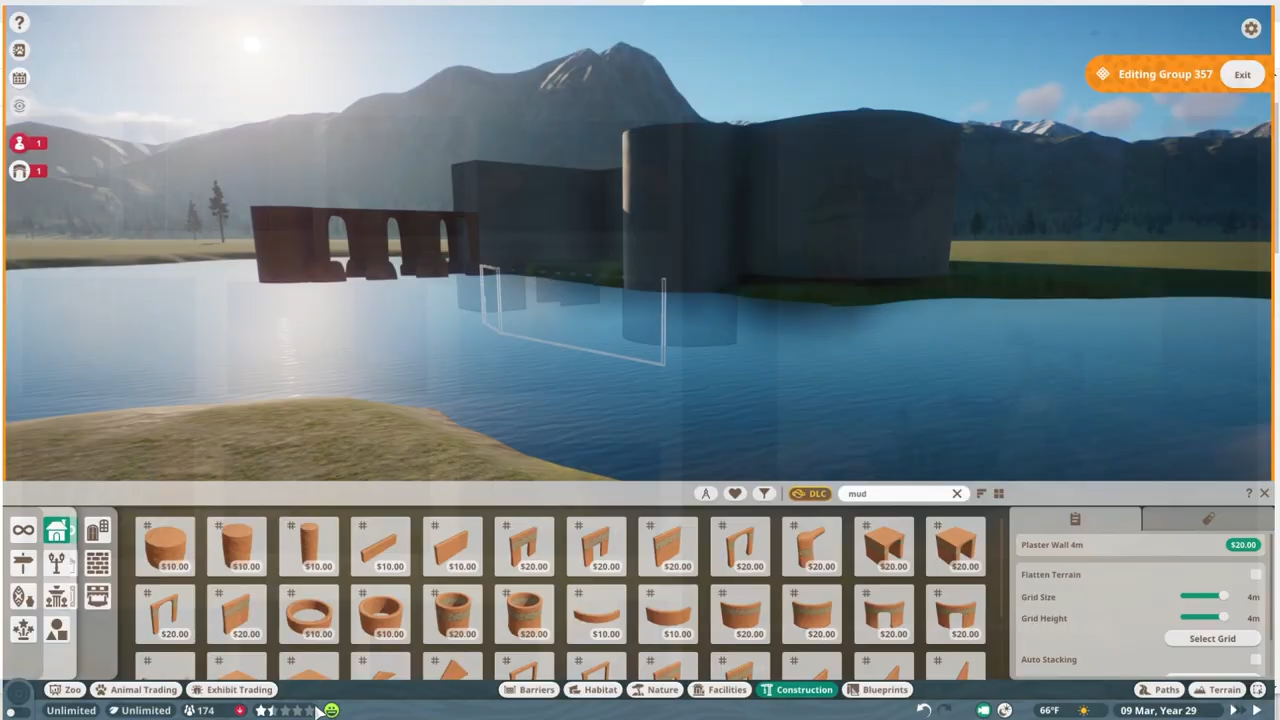 ?
Editing Group 357 Exit
1
1
DLC mud ? 
$10.00 $10.00 $10.00 $10.00 $10.00 $20.00 $20.00 $20.00 $20.00 $20.00 $20.00 $20.00
Plaster Wall 4m $20.00
Flatten Terrain
Grid Size 4m
$20.00 $20.00 $10.00 $10.00 $20.00 $20.00 $10.00 $10.00 $20.00 $20.00 $20.00 $20.00
Grid Height 4m
Select Grid
Auto Stacking
Zoo Animal Trading Exhibit Trading Barriers Habitat Nature Facilities Construction Blueprints Paths Terrain
Unlimited Unlimited 174 66°F 09 Mar, Year 29